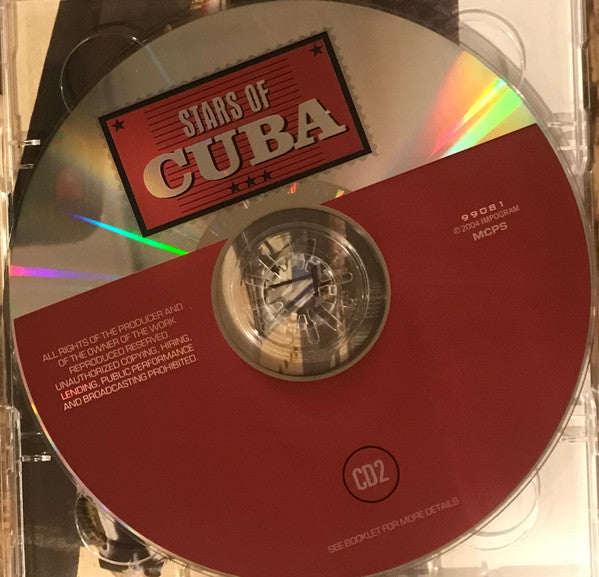 STARS OF
CUBA
99081
© 2004 IMPOGRAM
MCPS
ALL RIGHTS OF THE PRODUCER AND
OF THE OWNER OF THE WORK
REPRODUCED RESERVED
UNAUTHORIZED COPYING, HIRING,
LENDING, PUBLIC PERFORMANCE
AND BROADCASTING PROHIBITED.
CD2
SEE BOOKLET FOR MORE DETAILS